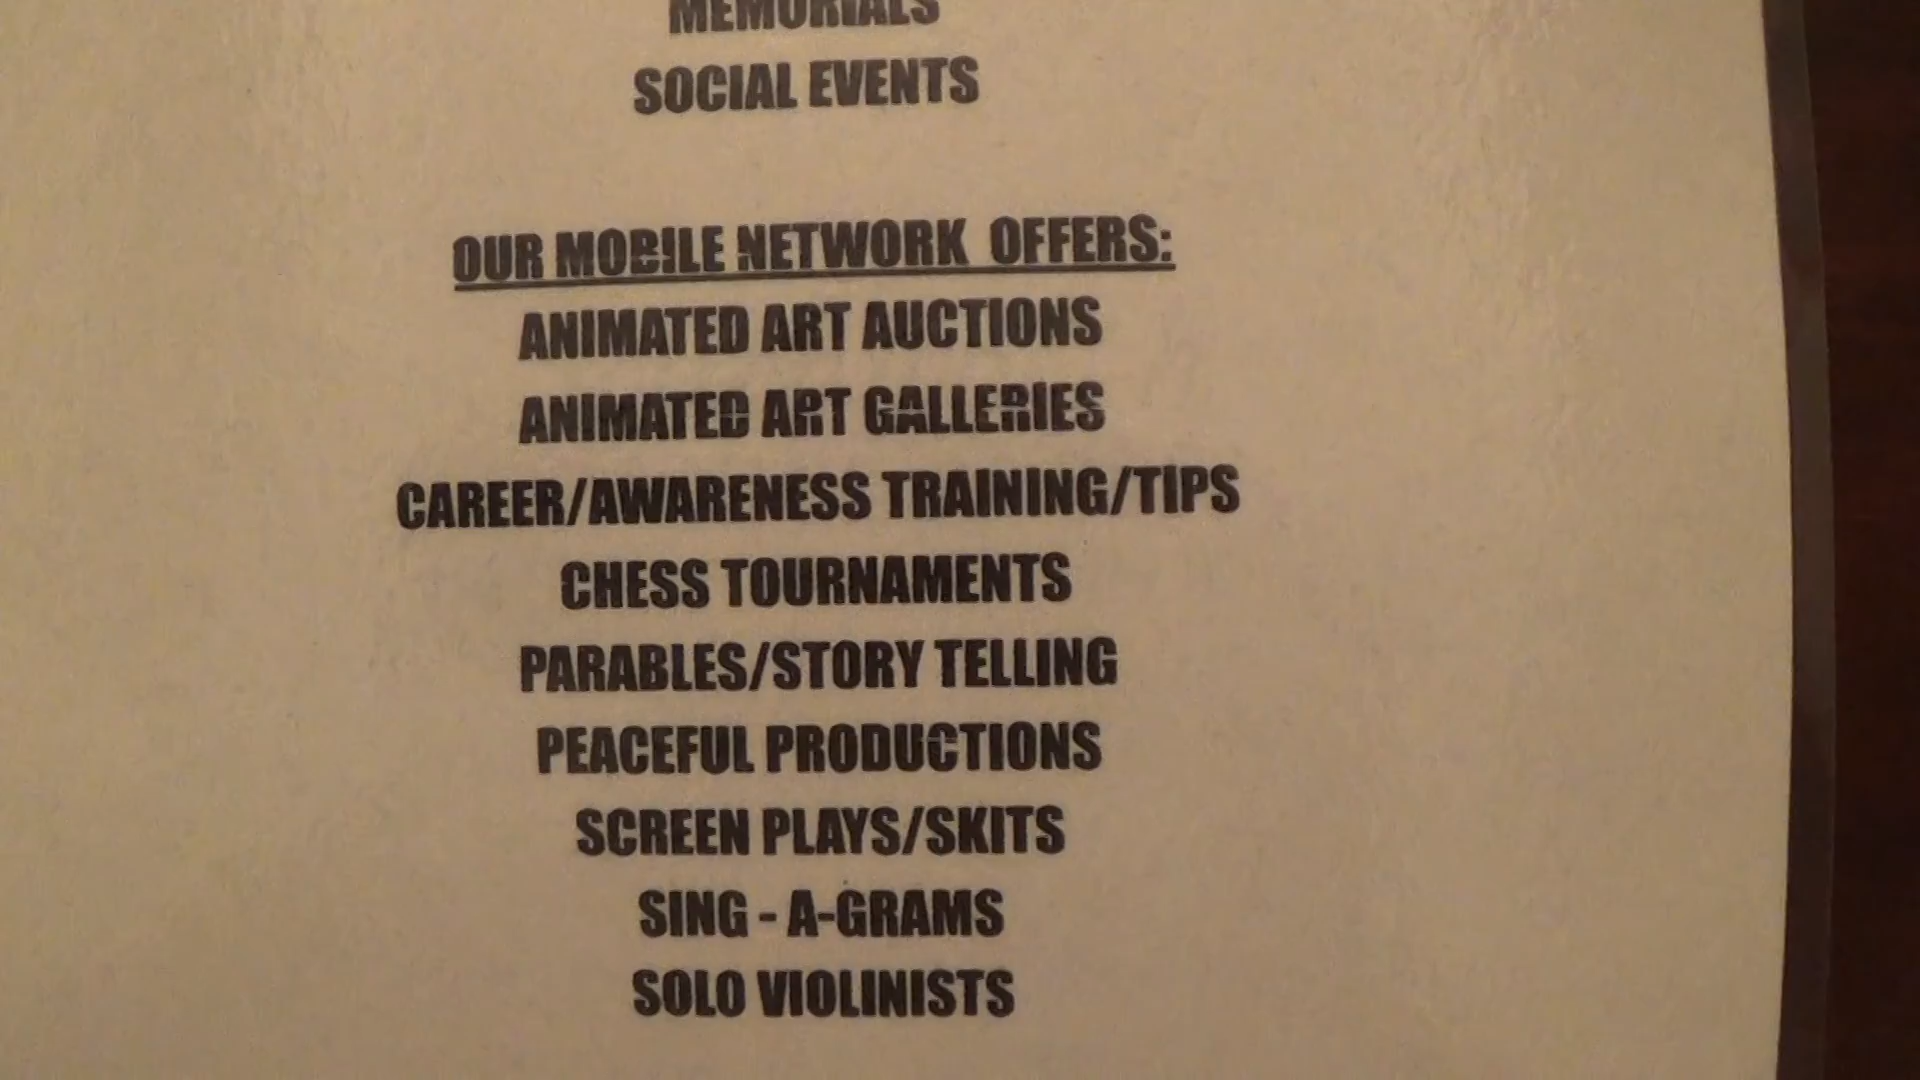 MEMORIALS
SOCIAL EVENTS
OUR MOBILE NETWORK OFFERS:
ANIMATED ART AUCTIONS
ANIMATED ART GALLERIES
CAREER/AWARENESS TRAINING/TIPS
CHESS TOURNAMENTS
PARABLES/STORY TELLING
PEACEFUL PRODUCTIONS
SCREEN PLAYS/SKITS
SING - A-GRAMS
SOLO VIOLINISTS